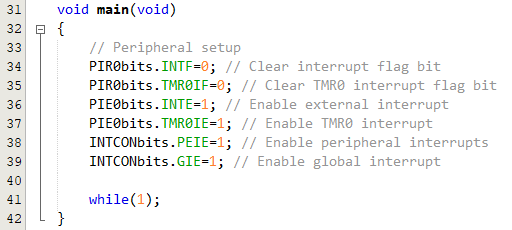 31 void main(void)
32 {
33 // Peripheral setup
34 PIR0bits.INTF=0; // Clear interrupt flag bit
35 PIR0bits.TMR0IF=0; // Clear TMR0 interrupt flag bit
36 PIE0bits.INTE=1; // Enable external interrupt
37 PIE0bits.TMR0IE=1; // Enable TMR0 interrupt
38 INTCONbits.PEIE=1; // Enable peripheral interrupts
39 INTCONbits.GIE=1; // Enable global interrupt
40
41 while(1);
42 }